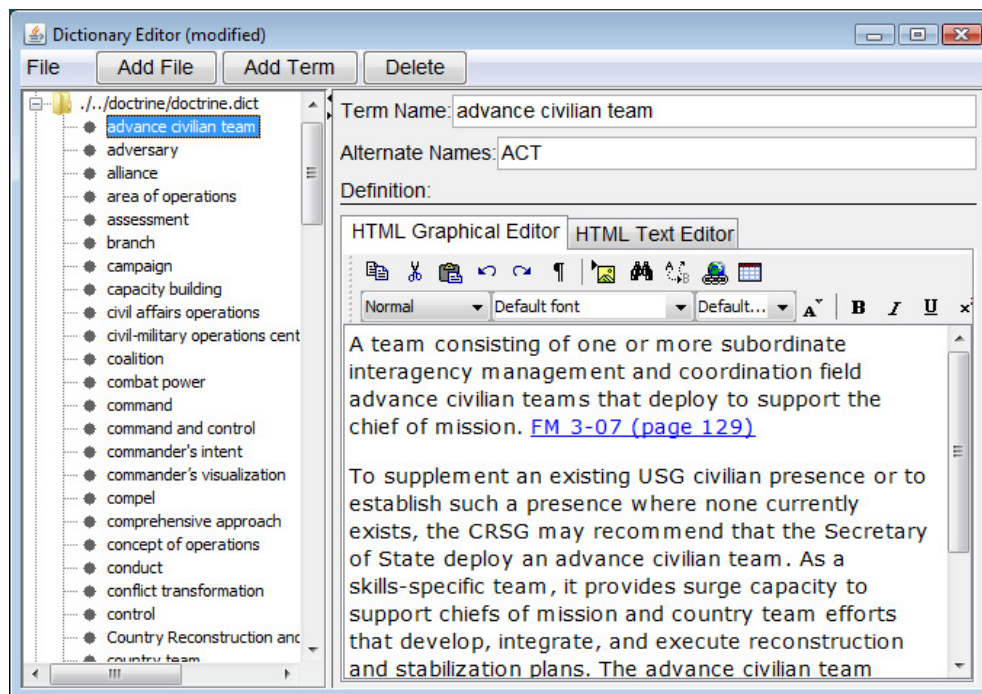 Dictionary Editor (modified)
File Add File Add Term Delete
./../doctrine/doctrine.dict
advance civilian team
adversary
alliance
area of operations
assessment
branch
campaign
capacity building
civil affairs operations
civil-military operations cent
coalition
combat power
command
command and control
commander's intent
commander’s visualization
compel
comprehensive approach
concept of operations
conduct
conflict transformation
control
Country Reconstruction and
country team
Term Name: advance civilian team
Alternate Names: ACT
Definition:
HTML Graphical Editor HTML Text Editor
Normal Default font Default... A B I U x
A team consisting of one or more subordinate
interagency management and coordination field
advance civilian teams that deploy to support the
chief of mission. FM 3-07 (page 129)
To supplement an existing USG civilian presence or to
establish such a presence where none currently
exists, the CRSG may recommend that the Secretary
of State deploy an advance civilian team. As a
skills-specific team, it provides surge capacity to
support chiefs of mission and country team efforts
that develop, integrate, and execute reconstruction
and stabilization plans. The advance civilian team